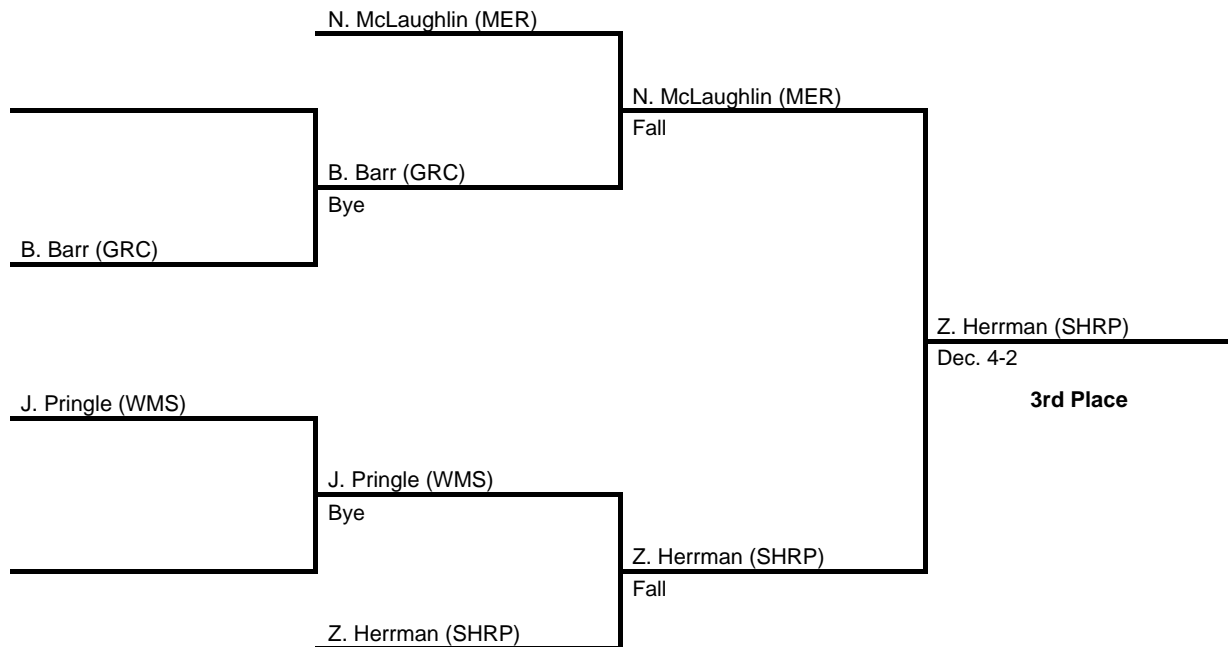 N. McLaughlin (MER)
N. McLaughlin (MER)
Fall
B. Barr (GRC)
Bye
B. Barr (GRC)
Z. Herrman (SHRP)
Dec. 4-2
3rd Place
J. Pringle (WMS)
J. Pringle (WMS)
Bye
Z. Herrman (SHRP)
Fall
Z. Herrman (SHRP)